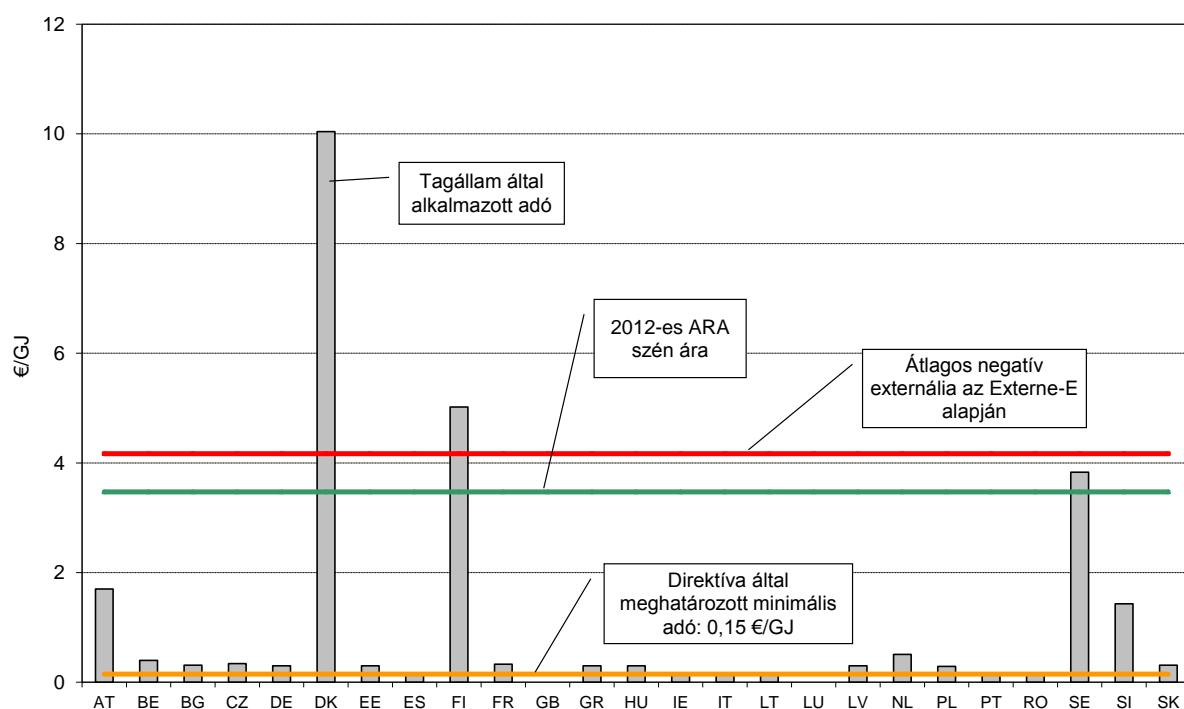 12
10
8
6
4
2
0
€/GJ
Tagállam által
alkalmazott adó
2012-es ARA
szén ára
Átlagos negatív
externália az Externe-E
alapján
Direktíva által
meghatározott minimális
adó: 0,15 €/GJ
AT BE BG CZ DE DK EE ES FI FR GB GR HU IE IT LT LU LV NL PL PT RO SE SI SK